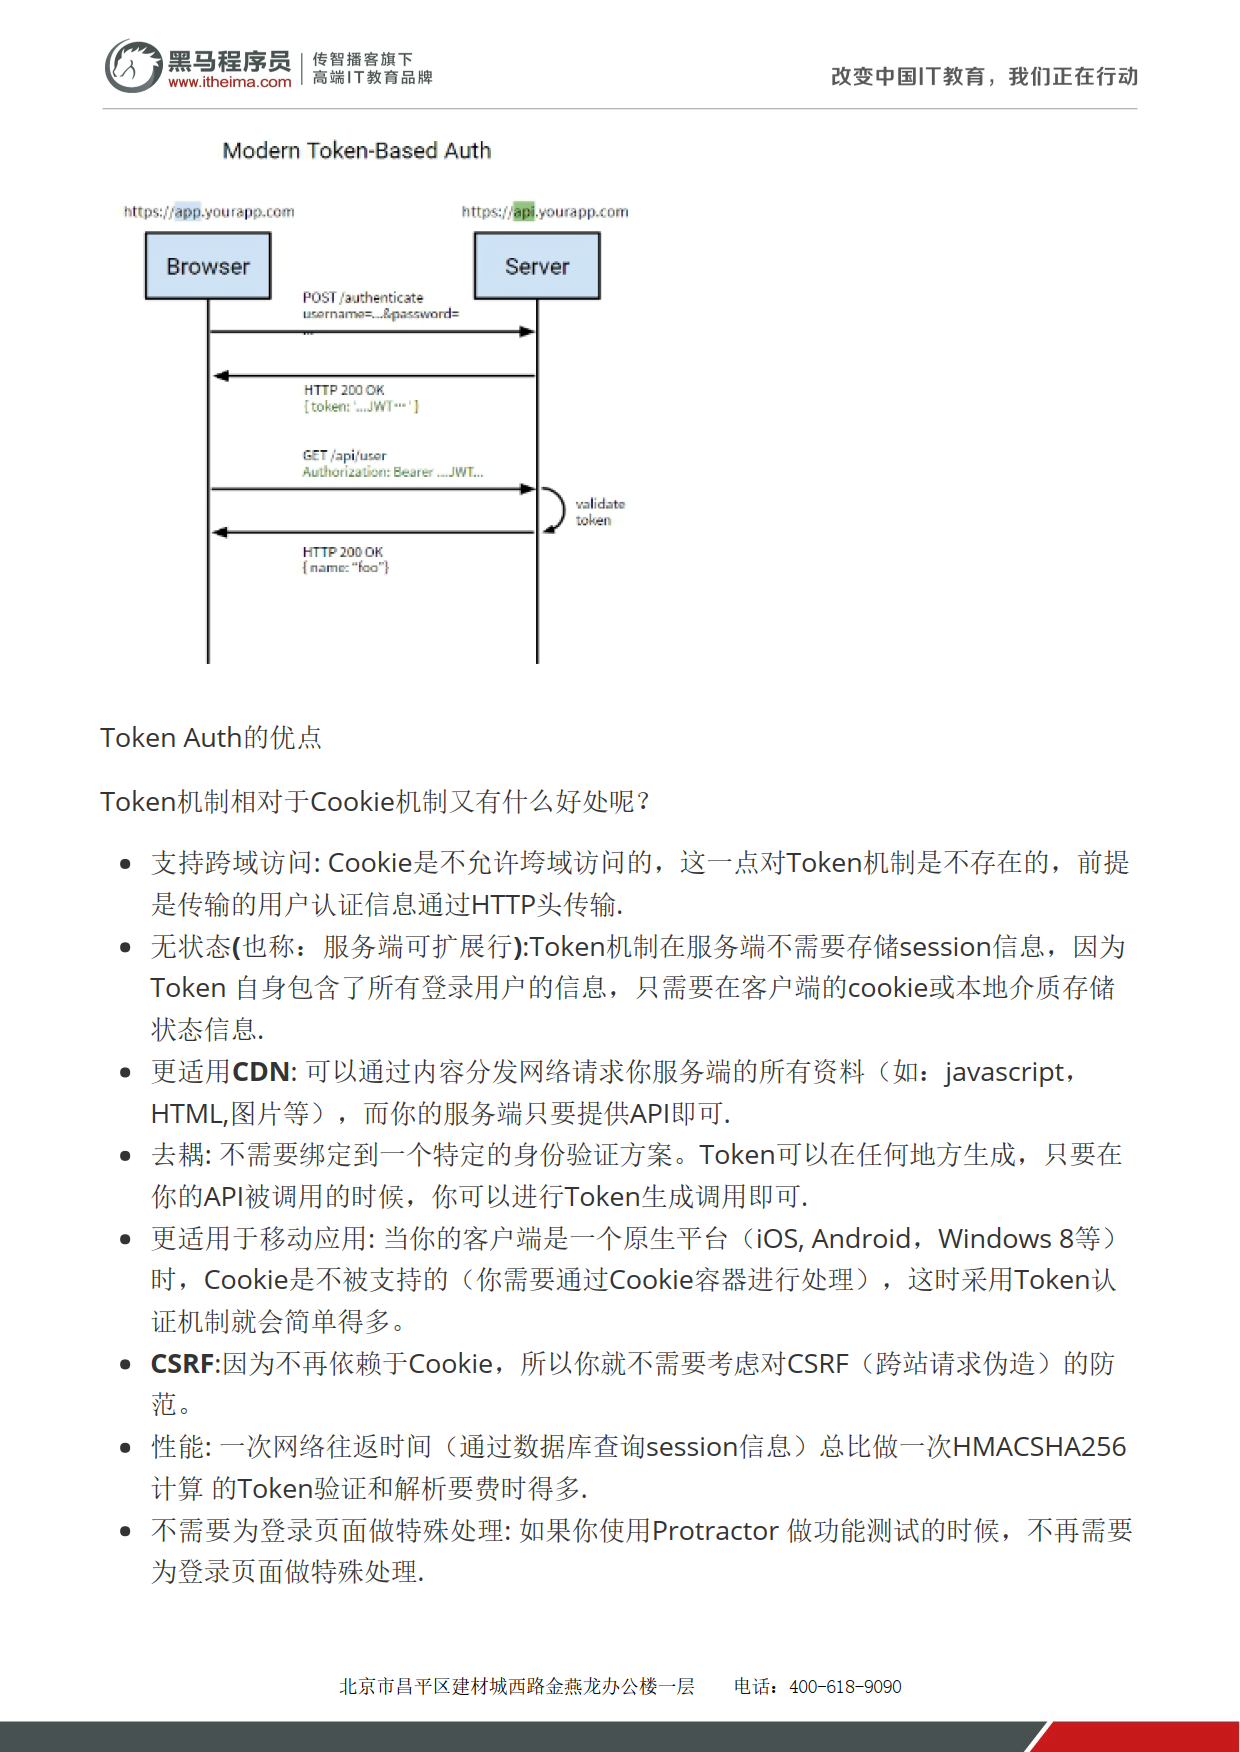 黑马程序员
www.itheima.com
传智播客旗下
高端IT教育品牌
改变中国IT教育，我们正在行动
Modern Token-Based Auth
https://app.yourapp.com
https://api.yourapp.com
Browser
Server
POST /authenticate
username=...&password=
...
HTTP 200 OK
{ token: '...JWT...' }
GET /api/user
Authorization: Bearer ....JWT...
validate
token
HTTP 200 OK
{ name: "foo"}
Token Auth的优点
Token机制相对于Cookie机制又有什么好处呢？
支持跨域访问: Cookie是不允许垮域访问的，这一点对Token机制是不存在的，前提
是传输的用户认证信息通过HTTP头传输.
无状态(也称：服务端可扩展行):Token机制在服务端不需要存储session信息，因为
Token 自身包含了所有登录用户的信息，只需要在客户端的cookie或本地介质存储
状态信息.
更适用CDN: 可以通过内容分发网络请求你服务端的所有资料（如：javascript，
HTML,图片等），而你的服务端只要提供API即可.
去耦: 不需要绑定到一个特定的身份验证方案。Token可以在任何地方生成，只要在
你的API被调用的时候，你可以进行Token生成调用即可.
更适用于移动应用: 当你的客户端是一个原生平台（iOS, Android，Windows 8等）
时，Cookie是不被支持的（你需要通过Cookie容器进行处理），这时采用Token认
证机制就会简单得多。
CSRF:因为不再依赖于Cookie，所以你就不需要考虑对CSRF（跨站请求伪造）的防
范。
性能: 一次网络往返时间（通过数据库查询session信息）总比做一次HMACSHA256
计算 的Token验证和解析要费时得多.
不需要为登录页面做特殊处理: 如果你使用Protractor 做功能测试的时候，不再需要
为登录页面做特殊处理.
北京市昌平区建材城西路金燕龙办公楼一层 电话：400-618-9090